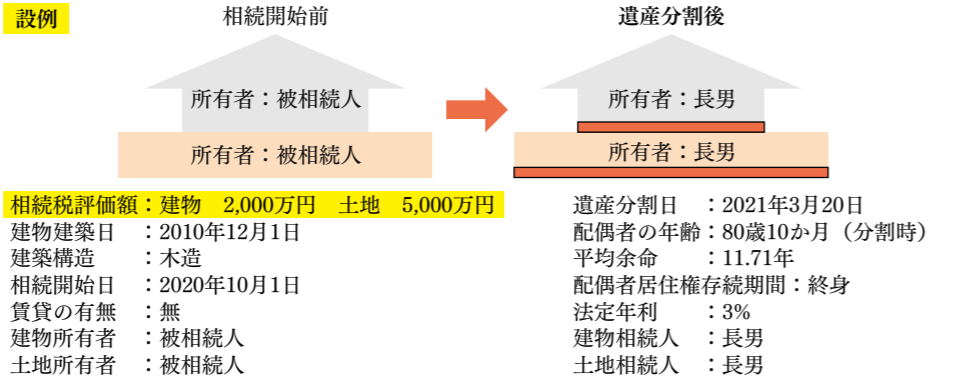 設例
相続開始前
遺産分割後
所有者：被相続人
所有者：長男
所有者：被相続人
所有者：長男
相続税評価額：建物　2,000万円　土地　5,000万円
建物建築日　：2010年12月1日
建築構造　　：木造
相続開始日　：2020年10月1日
賃貸の有無　：無
建物所有者　：被相続人
土地所有者　：被相続人
遺産分割日　：2021年3月20日
配偶者の年齢：80歳10か月（分割時）
平均余命　　：11.71年
配偶者居住権存続期間：終身
法定年利　　：3%
建物相続人　：長男
土地相続人　：長男